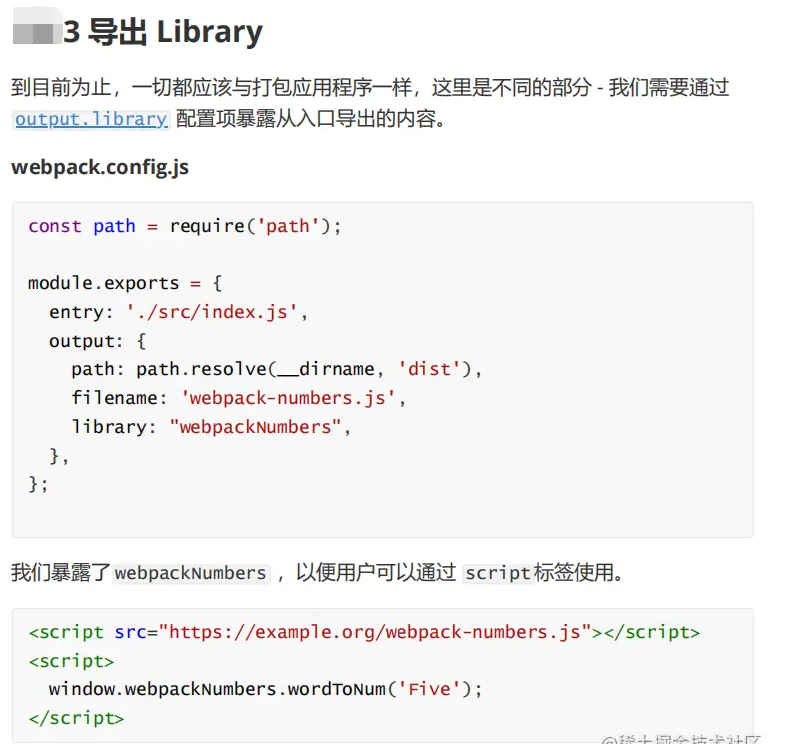 3 导出 Library
到目前为止，一切都应该与打包应用程序一样，这里是不同的部分 - 我们需要通过
output.library 配置项暴露从入口导出的内容。
webpack.config.js
const path = require('path');
module.exports = {
  entry: './src/index.js',
  output: {
    path: path.resolve(__dirname, 'dist'),
    filename: 'webpack-numbers.js',
    library: "webpackNumbers",
  },
};
我们暴露了 webpackNumbers ，以便用户可以通过 script标签使用。
<script src="https://example.org/webpack-numbers.js"></script>
<script>
  window.webpackNumbers.wordToNum('Five');
</script>
@稀土掘金技术社区